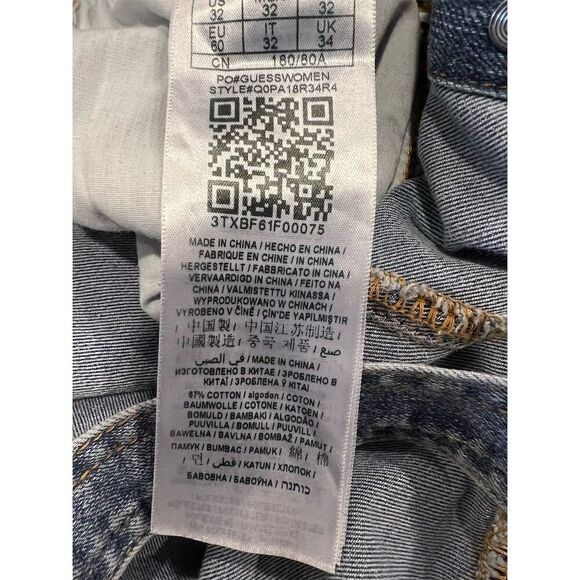 US
32 32 32
EU IT UK
60 32 34
CN 180/80A
PO#GUESSWOMEN
STYLE#Q0PA18R34R4
3TXBF61F00075
MADE IN CHINA / HECHO EN CHINA /
FABRIQUE EN CHINE / IN CHINA
HERGESTELLT / FABBRICATO IN CINA /
VERVAARDIGD IN CHINA / FEITO NA
CHINA / VALMISTETTU KIINASSA /
WYPRODUKOWANO W CHINACH /
VYROBENO V ČÍNĚ / ÇİN'DE YAPILMIŞTIR
/ 中国製 / 中国江苏制造 /
中國製造 / 중국 제품 / صنع
في الصين / MADE IN CHINA /
ИЗГОТОВЛЕНО В КИТАЕ / ЗРОБЛЕНО В
КИТАЇ / ЗРОБЛЕНА Ў КІТАІ
67% COTTON / algodon / COTON /
BAUMWOLLE / COTONE / KATOEN /
BOMULD / BAMBAKI / ALGODÃO /
PUUVILLA / BOMULL / PUUVILL /
BAWEŁNA / BAVLNA / BOMBAŽ / PAMUT /
ПАМУК / BUMBAC / PAMUK / 綿 / 棉
/ 면 / قطن / KATUN / ХЛОПОК /
БАВОВНА / БАВОЎНА / כותנה